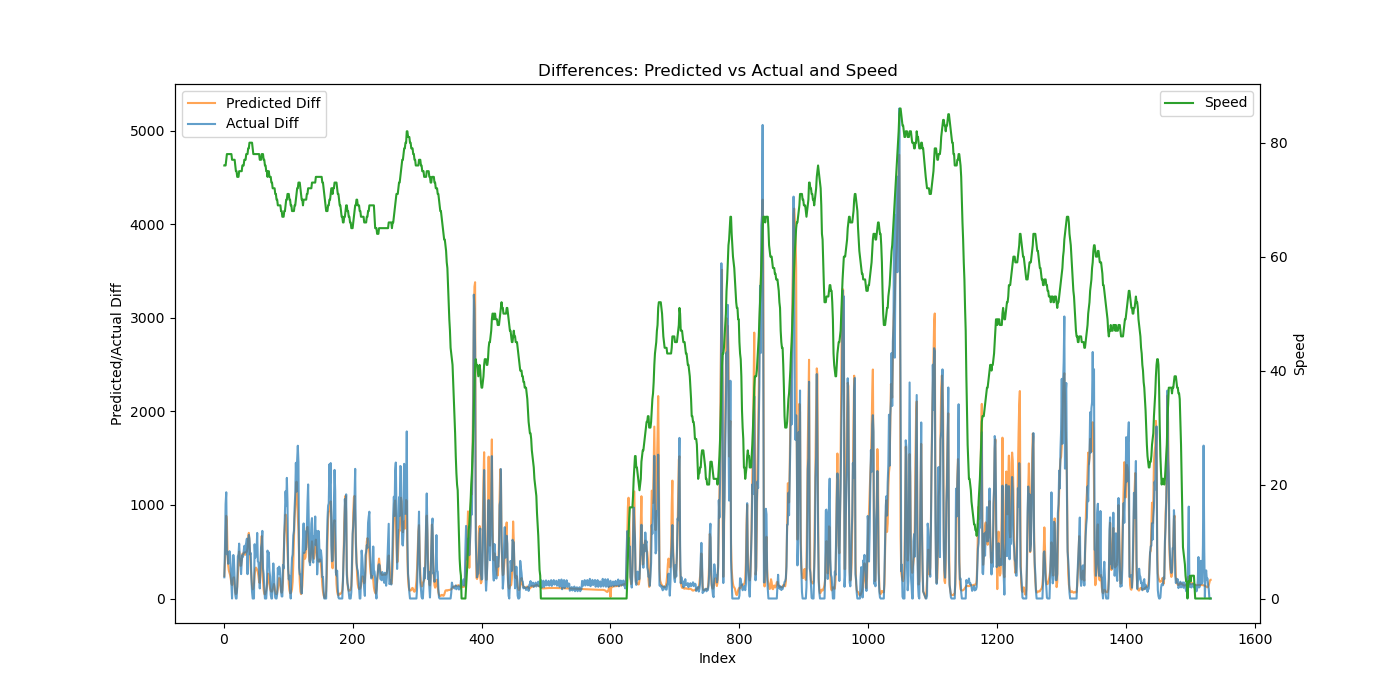 Differences: Predicted vs Actual and Speed
Predicted Diff
Actual Diff
Speed
5000
4000
3000
2000
1000
0
Predicted/Actual Diff
80
60
40
20
0
Speed
0 200 400 600 800 1000 1200 1400 1600
Index